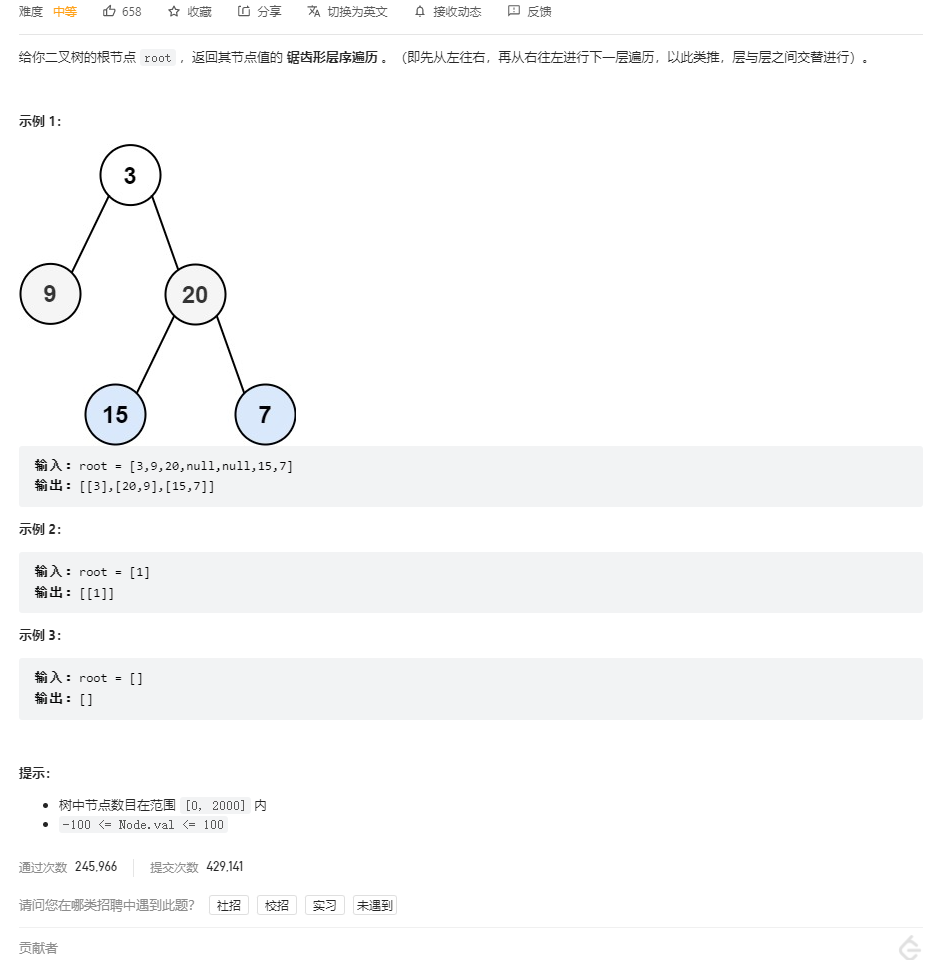 难度 中等 658 收藏 分享 切换为英文 接收动态 反馈
给你二叉树的根节点 root ，返回其节点值的 锯齿形层序遍历 。（即先从左往右，再从右往左进行下一层遍历，以此类推，层与层之间交替进行）。
示例 1：
3
9
20
15
7
输入：root = [3,9,20,null,null,15,7]
输出：[[3],[20,9],[15,7]]
示例 2：
输入：root = [1]
输出：[[1]]
示例 3：
输入：root = []
输出：[]
提示：
树中节点数目在范围 [0, 2000] 内
-100 <= Node.val <= 100
通过次数 245,966 提交次数 429,141
请问您在哪类招聘中遇到此题？ 社招 校招 实习 未遇到
贡献者